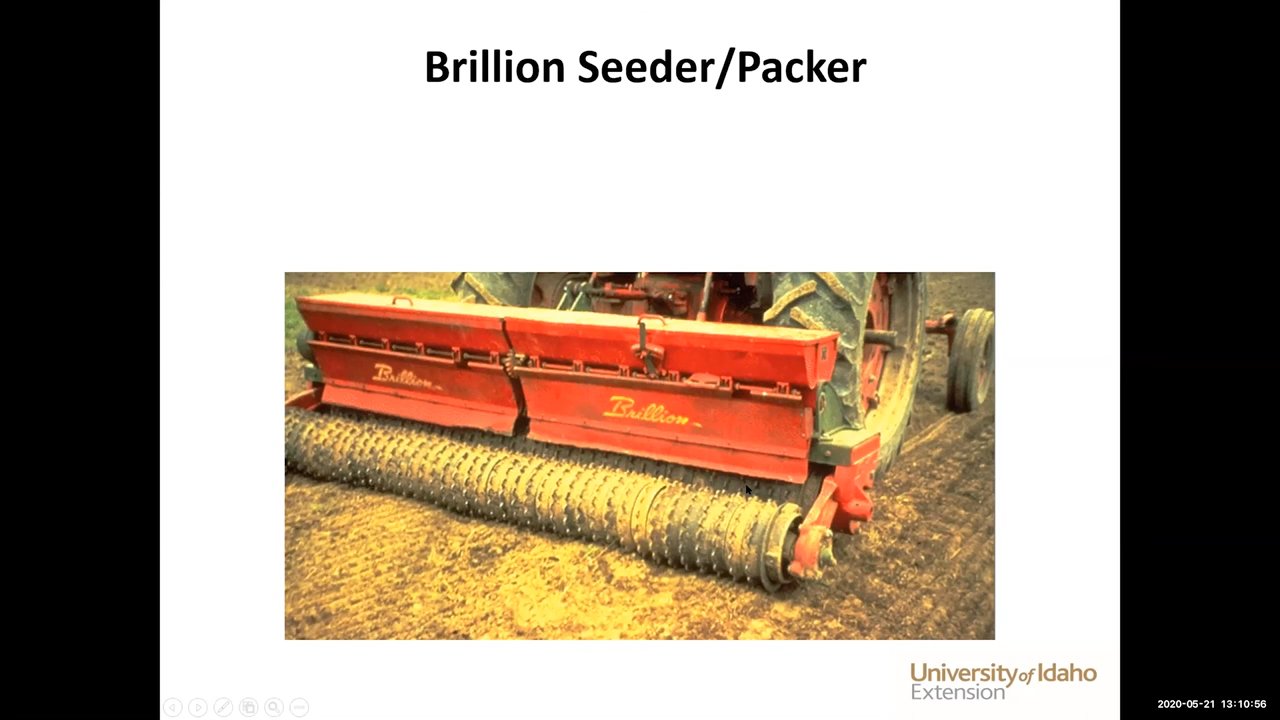 Brillion Seeder/Packer
Brillion
Brillion
University of Idaho
Extension
2020-05-21 13:10:56